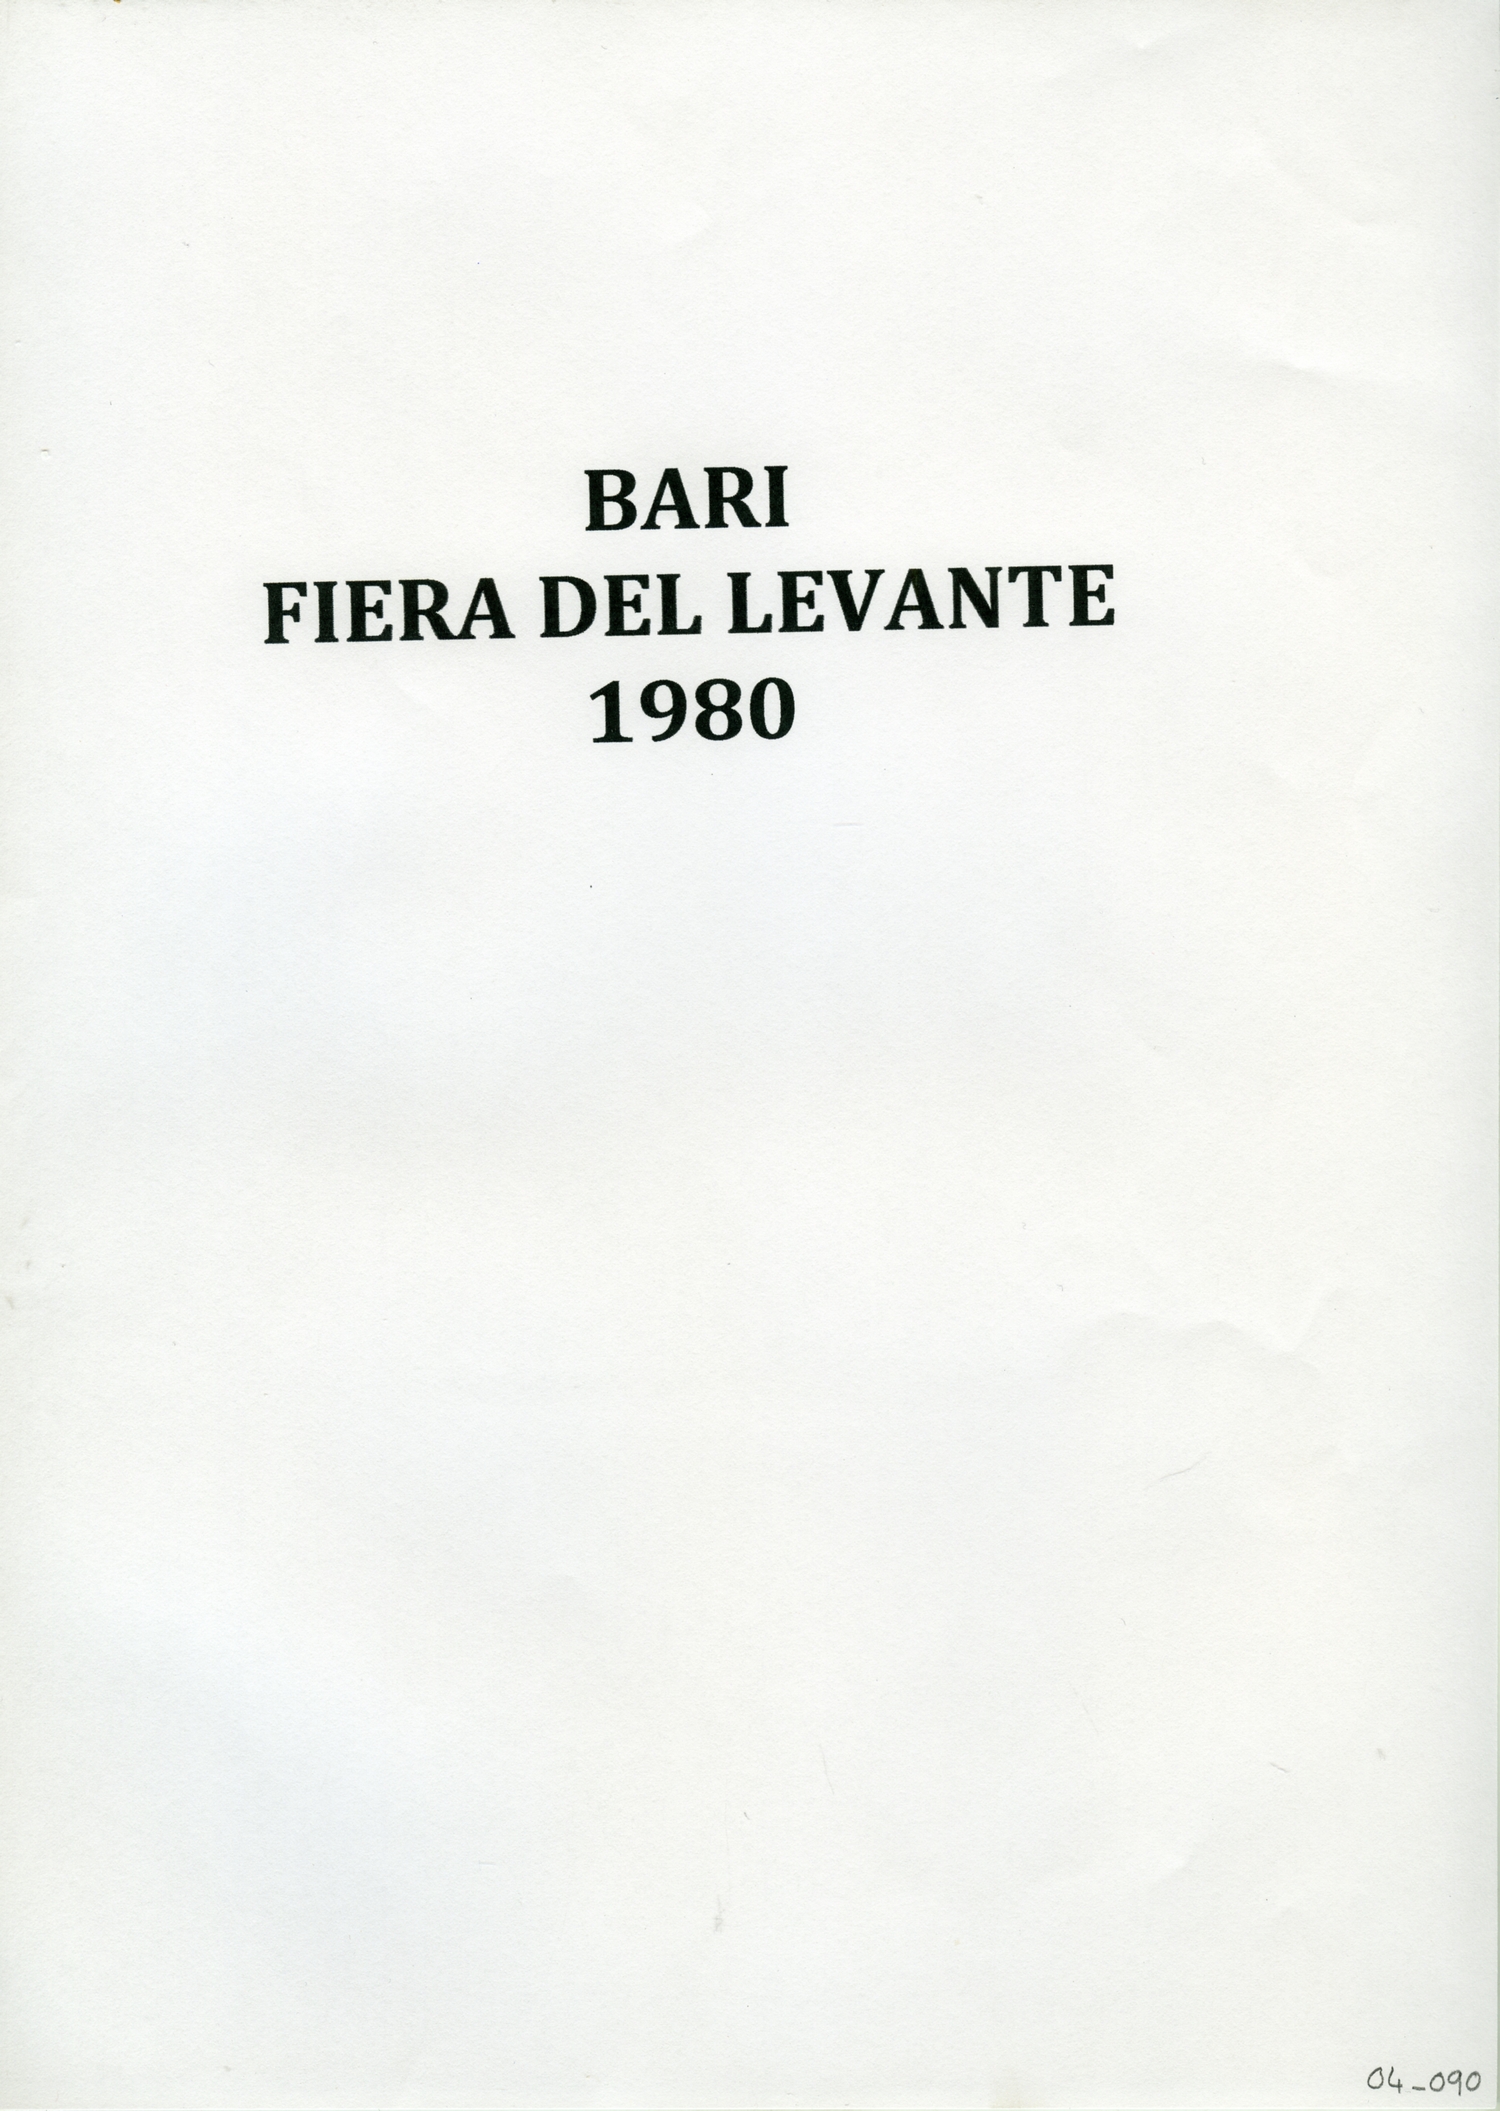 BARI
FIERA DEL LEVANTE
1980
04_090